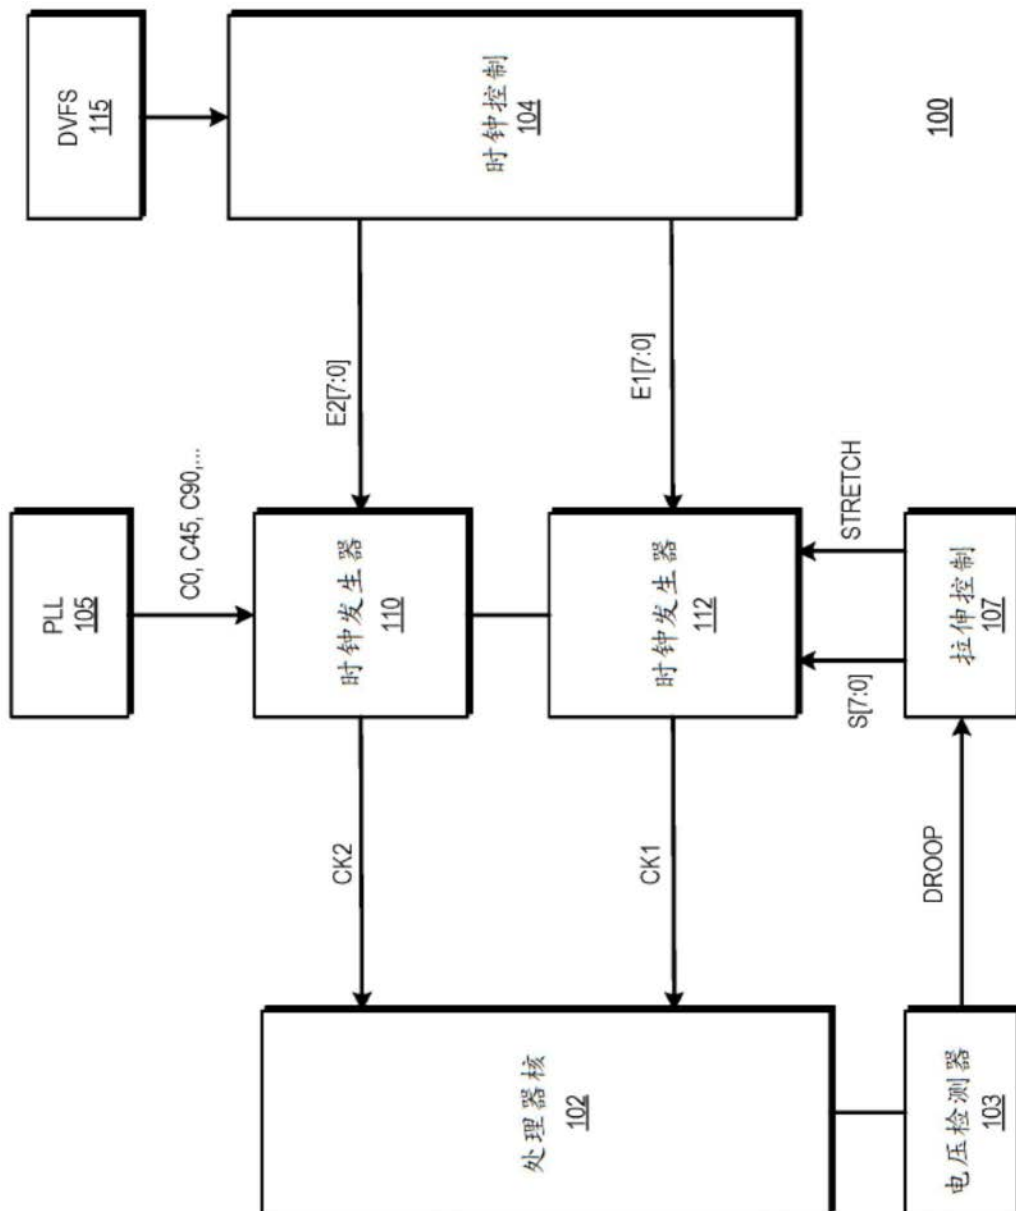 PLL
105
DVFS
115
C0, C45, C90,...
CK2
时钟发生器
110
E2[7:0]
处理器核
102
时钟控制
104
CK1
时钟发生器
112
E1[7:0]
S[7:0]
STRETCH
DROOP
电压检测器
103
拉伸控制
107
100